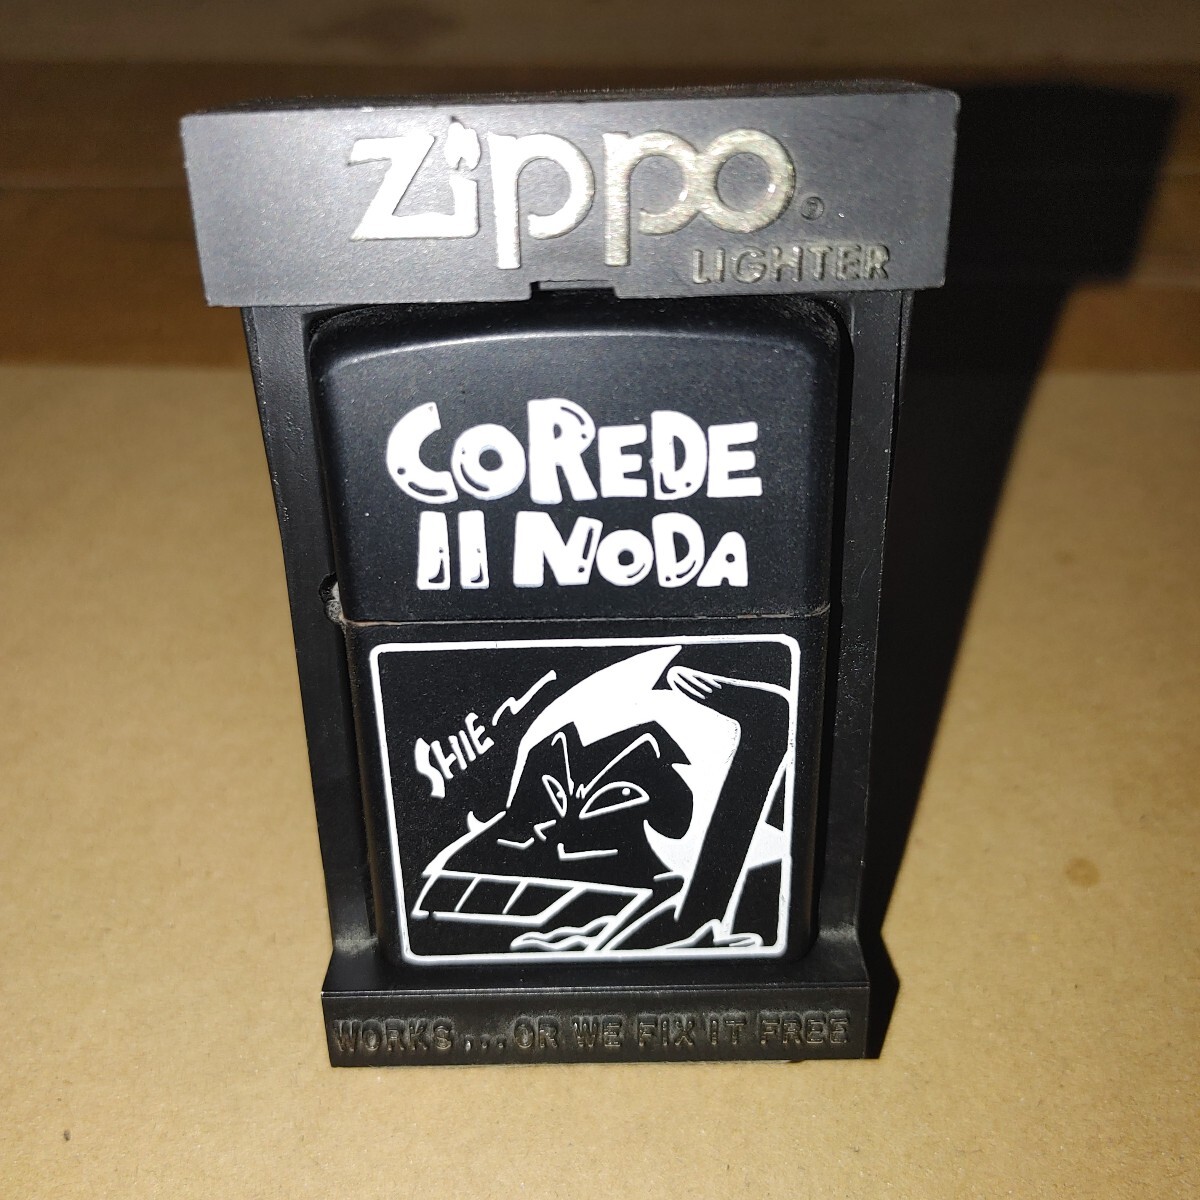 Zippo®
LIGHTER
COREDE
II NODA
SHIE~
WORKS... OR WE FIX IT FREE